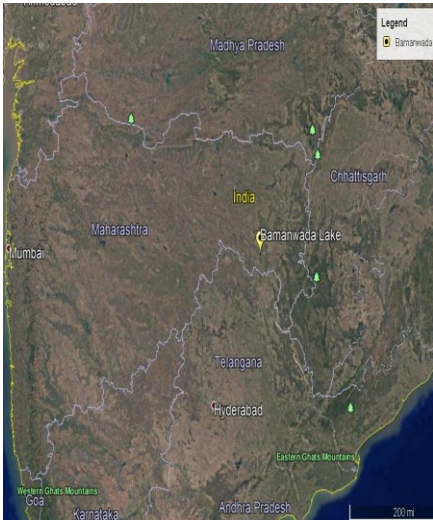 Ahmedabad
Madhya Pradesh
Legend
Bamanwada
Chhattisgarh
India
Maharashtra
Bamanwada Lake
Mumbai
Telangana
Hyderabad
Eastern Ghats Mountains
Western Ghats Mountains
Goa
Karnataka
Andhra Pradesh
200 mi